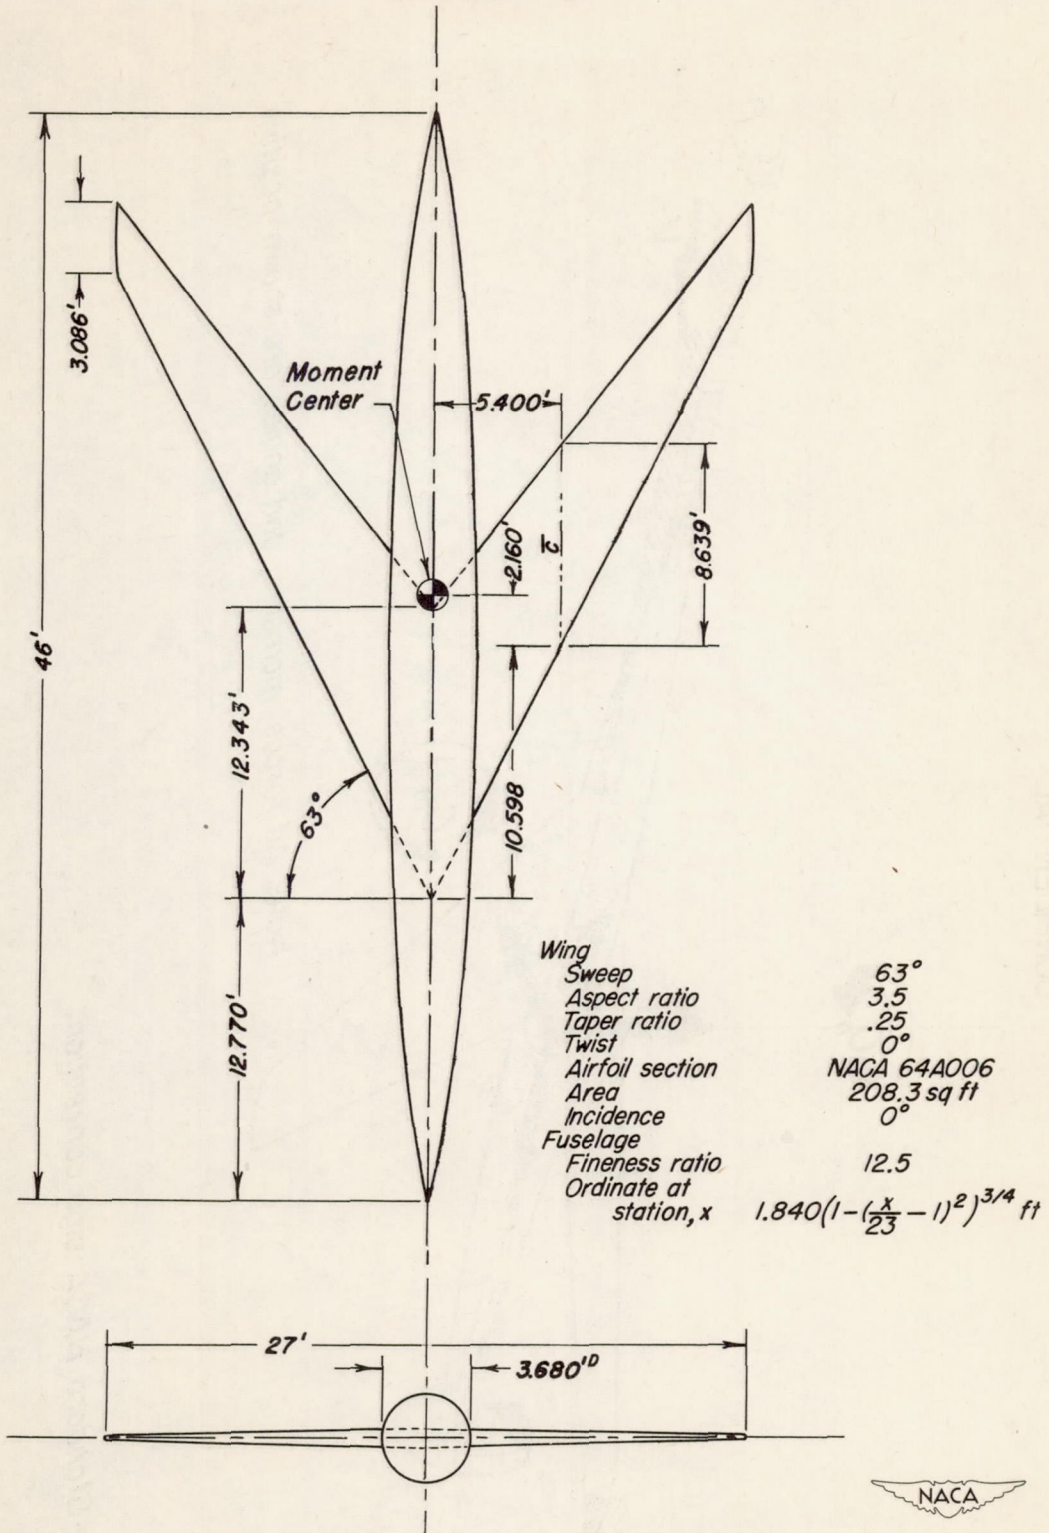 46'
3.086'
Moment
Center
5.400'
2.160'
c̅
8.639'
12.343'
63°
10.598
12.770'
Wing
Sweep 63°
Aspect ratio 3.5
Taper ratio .25
Twist 0°
Airfoil section NACA 64A006
Area 208.3 sq ft
Incidence 0°
Fuselage
Fineness ratio 12.5
Ordinate at
station, x 1.840(1-(x/23 - 1)²)^3/4 ft
27'
3.680'D
NACA